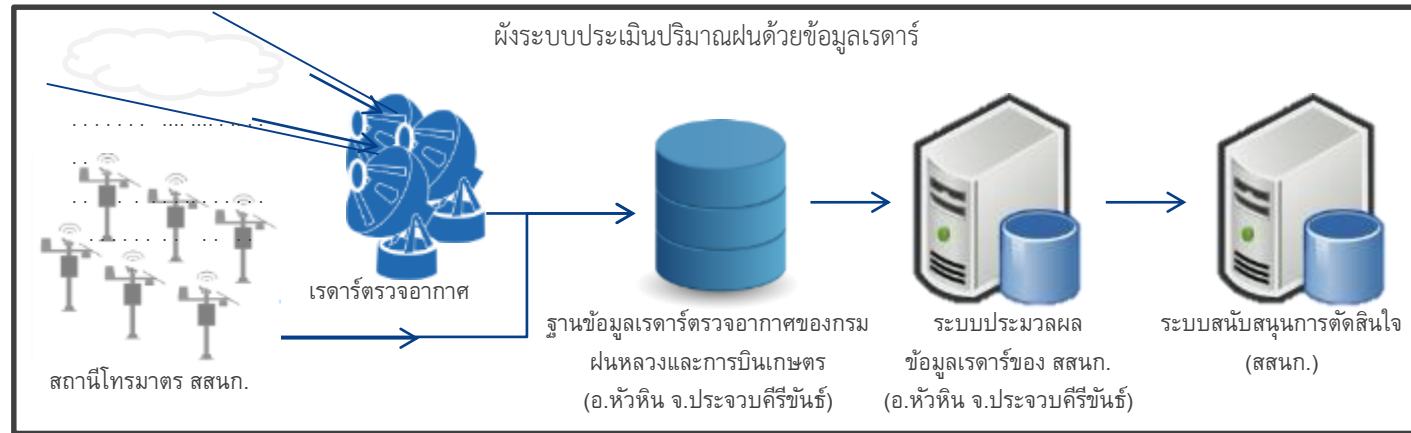 ผังระบบประเมินปริมาณฝนด้วยข้อมูลเรดาร์
เรดาร์ตรวจอากาศ
สถานีโทรมาตร สสนก.
ฐานข้อมูลเรดาร์ตรวจอากาศของกรม
ฝนหลวงและการบินเกษตร
(อ.หัวหิน จ.ประจวบคีรีขันธ์)
ระบบประมวลผล
ข้อมูลเรดาร์ของ สสนก.
(อ.หัวหิน จ.ประจวบคีรีขันธ์)
ระบบสนับสนุนการตัดสินใจ
(สสนก.)